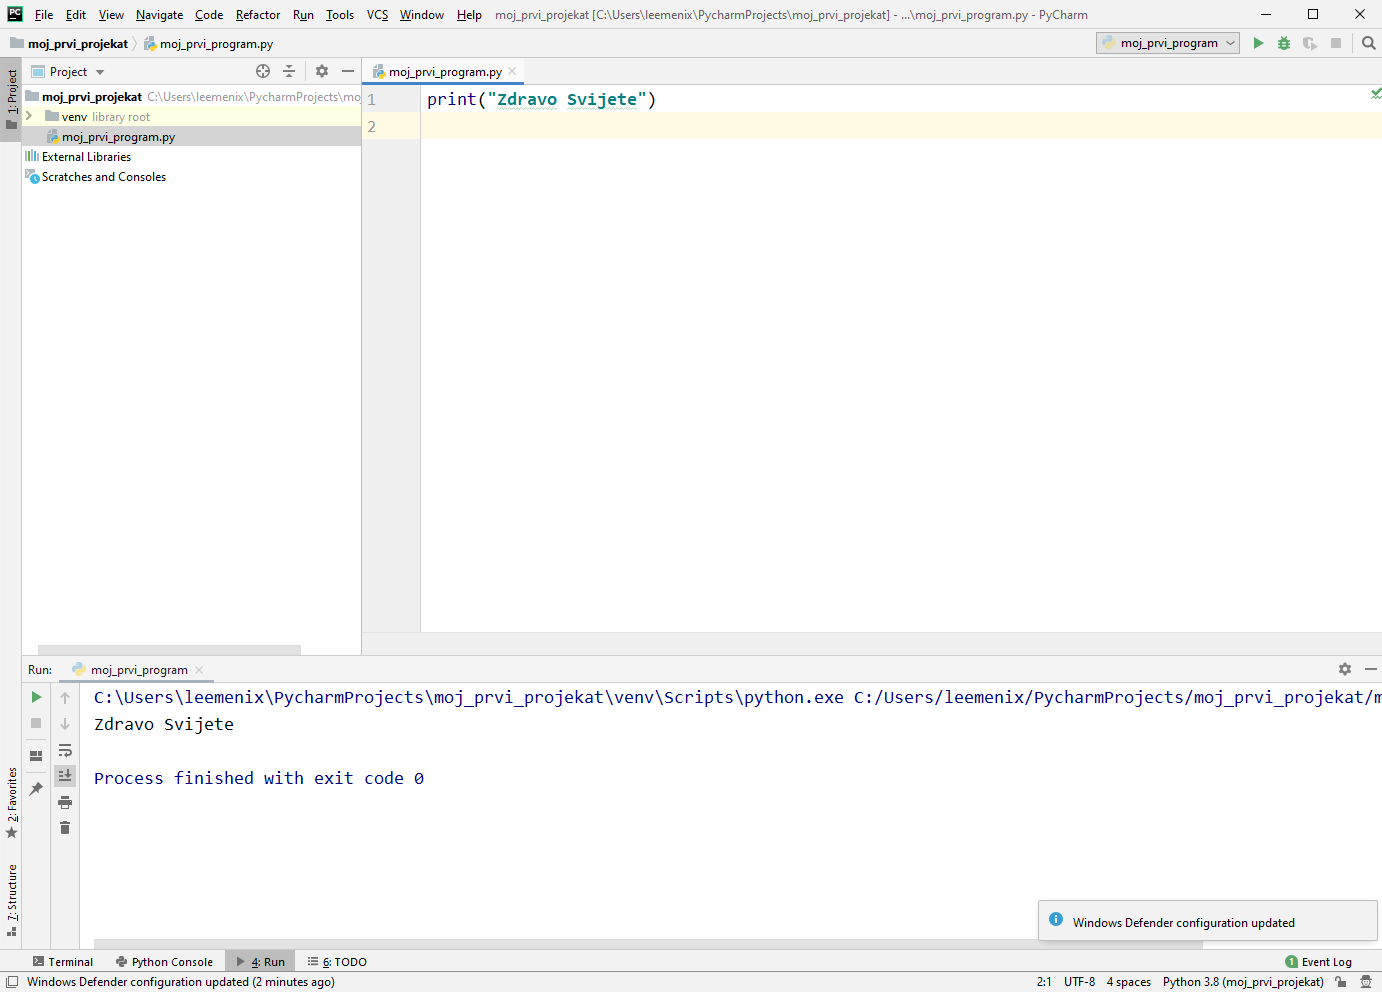 PC File Edit View Navigate Code Refactor Run Tools VCS Window Help moj_prvi_projekat [C:\Users\leemenix\PycharmProjects\moj_prvi_projekat] - ...\moj_prvi_program.py - PyCharm
moj_prvi_projekat moj_prvi_program.py moj_prvi_program
1: Project
Project moj_prvi_program.py
moj_prvi_projekat C:\Users\leemenix\PycharmProjects\mo
venv library root
moj_prvi_program.py
External Libraries
Scratches and Consoles
1 print("Zdravo Svijete")
2
Run: moj_prvi_program
C:\Users\leemenix\PycharmProjects\moj_prvi_projekat\venv\Scripts\python.exe C:/Users/leemenix/PycharmProjects/moj_prvi_projekat/m
Zdravo Svijete
Process finished with exit code 0
2: Favorites
7: Structure
Windows Defender configuration updated
Terminal Python Console 4: Run 6: TODO 1 Event Log
Windows Defender configuration updated (2 minutes ago) 2:1 UTF-8 4 spaces Python 3.8 (moj_prvi_projekat)